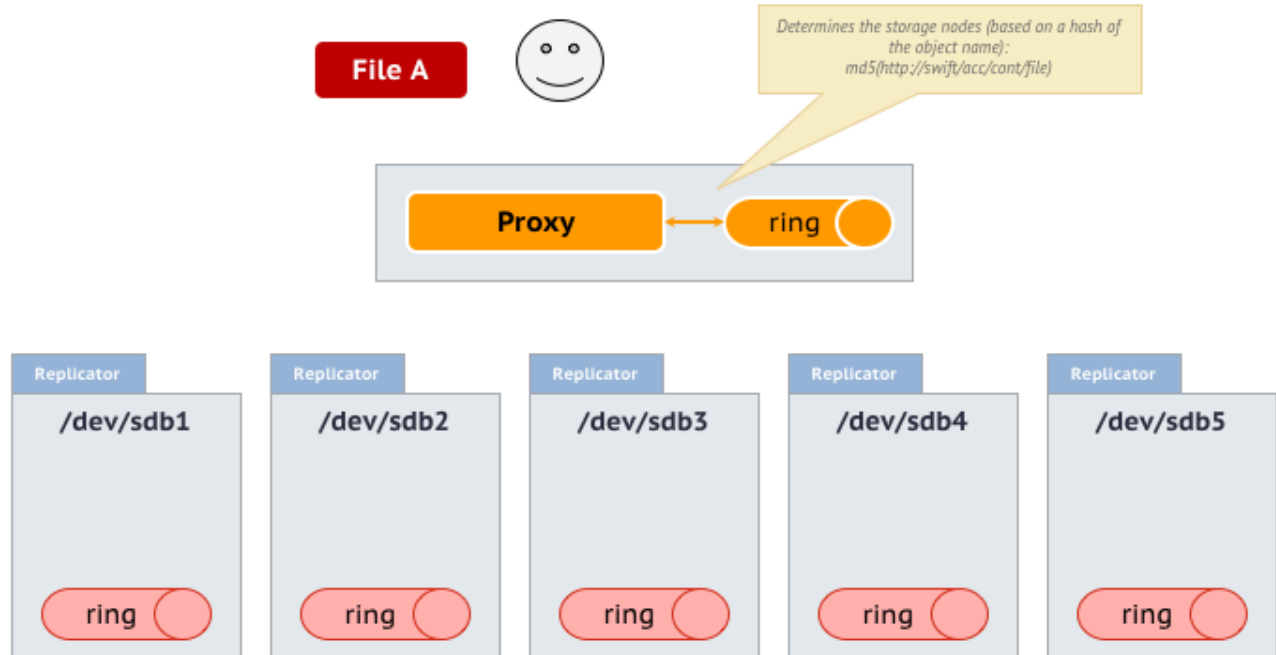 Determines the storage nodes (based on a hash of
the object name):
md5(http://swift/acc/cont/file)
File A
Proxy
ring
Replicator
Replicator
Replicator
Replicator
Replicator
/dev/sdb1
/dev/sdb2
/dev/sdb3
/dev/sdb4
/dev/sdb5
ring
ring
ring
ring
ring